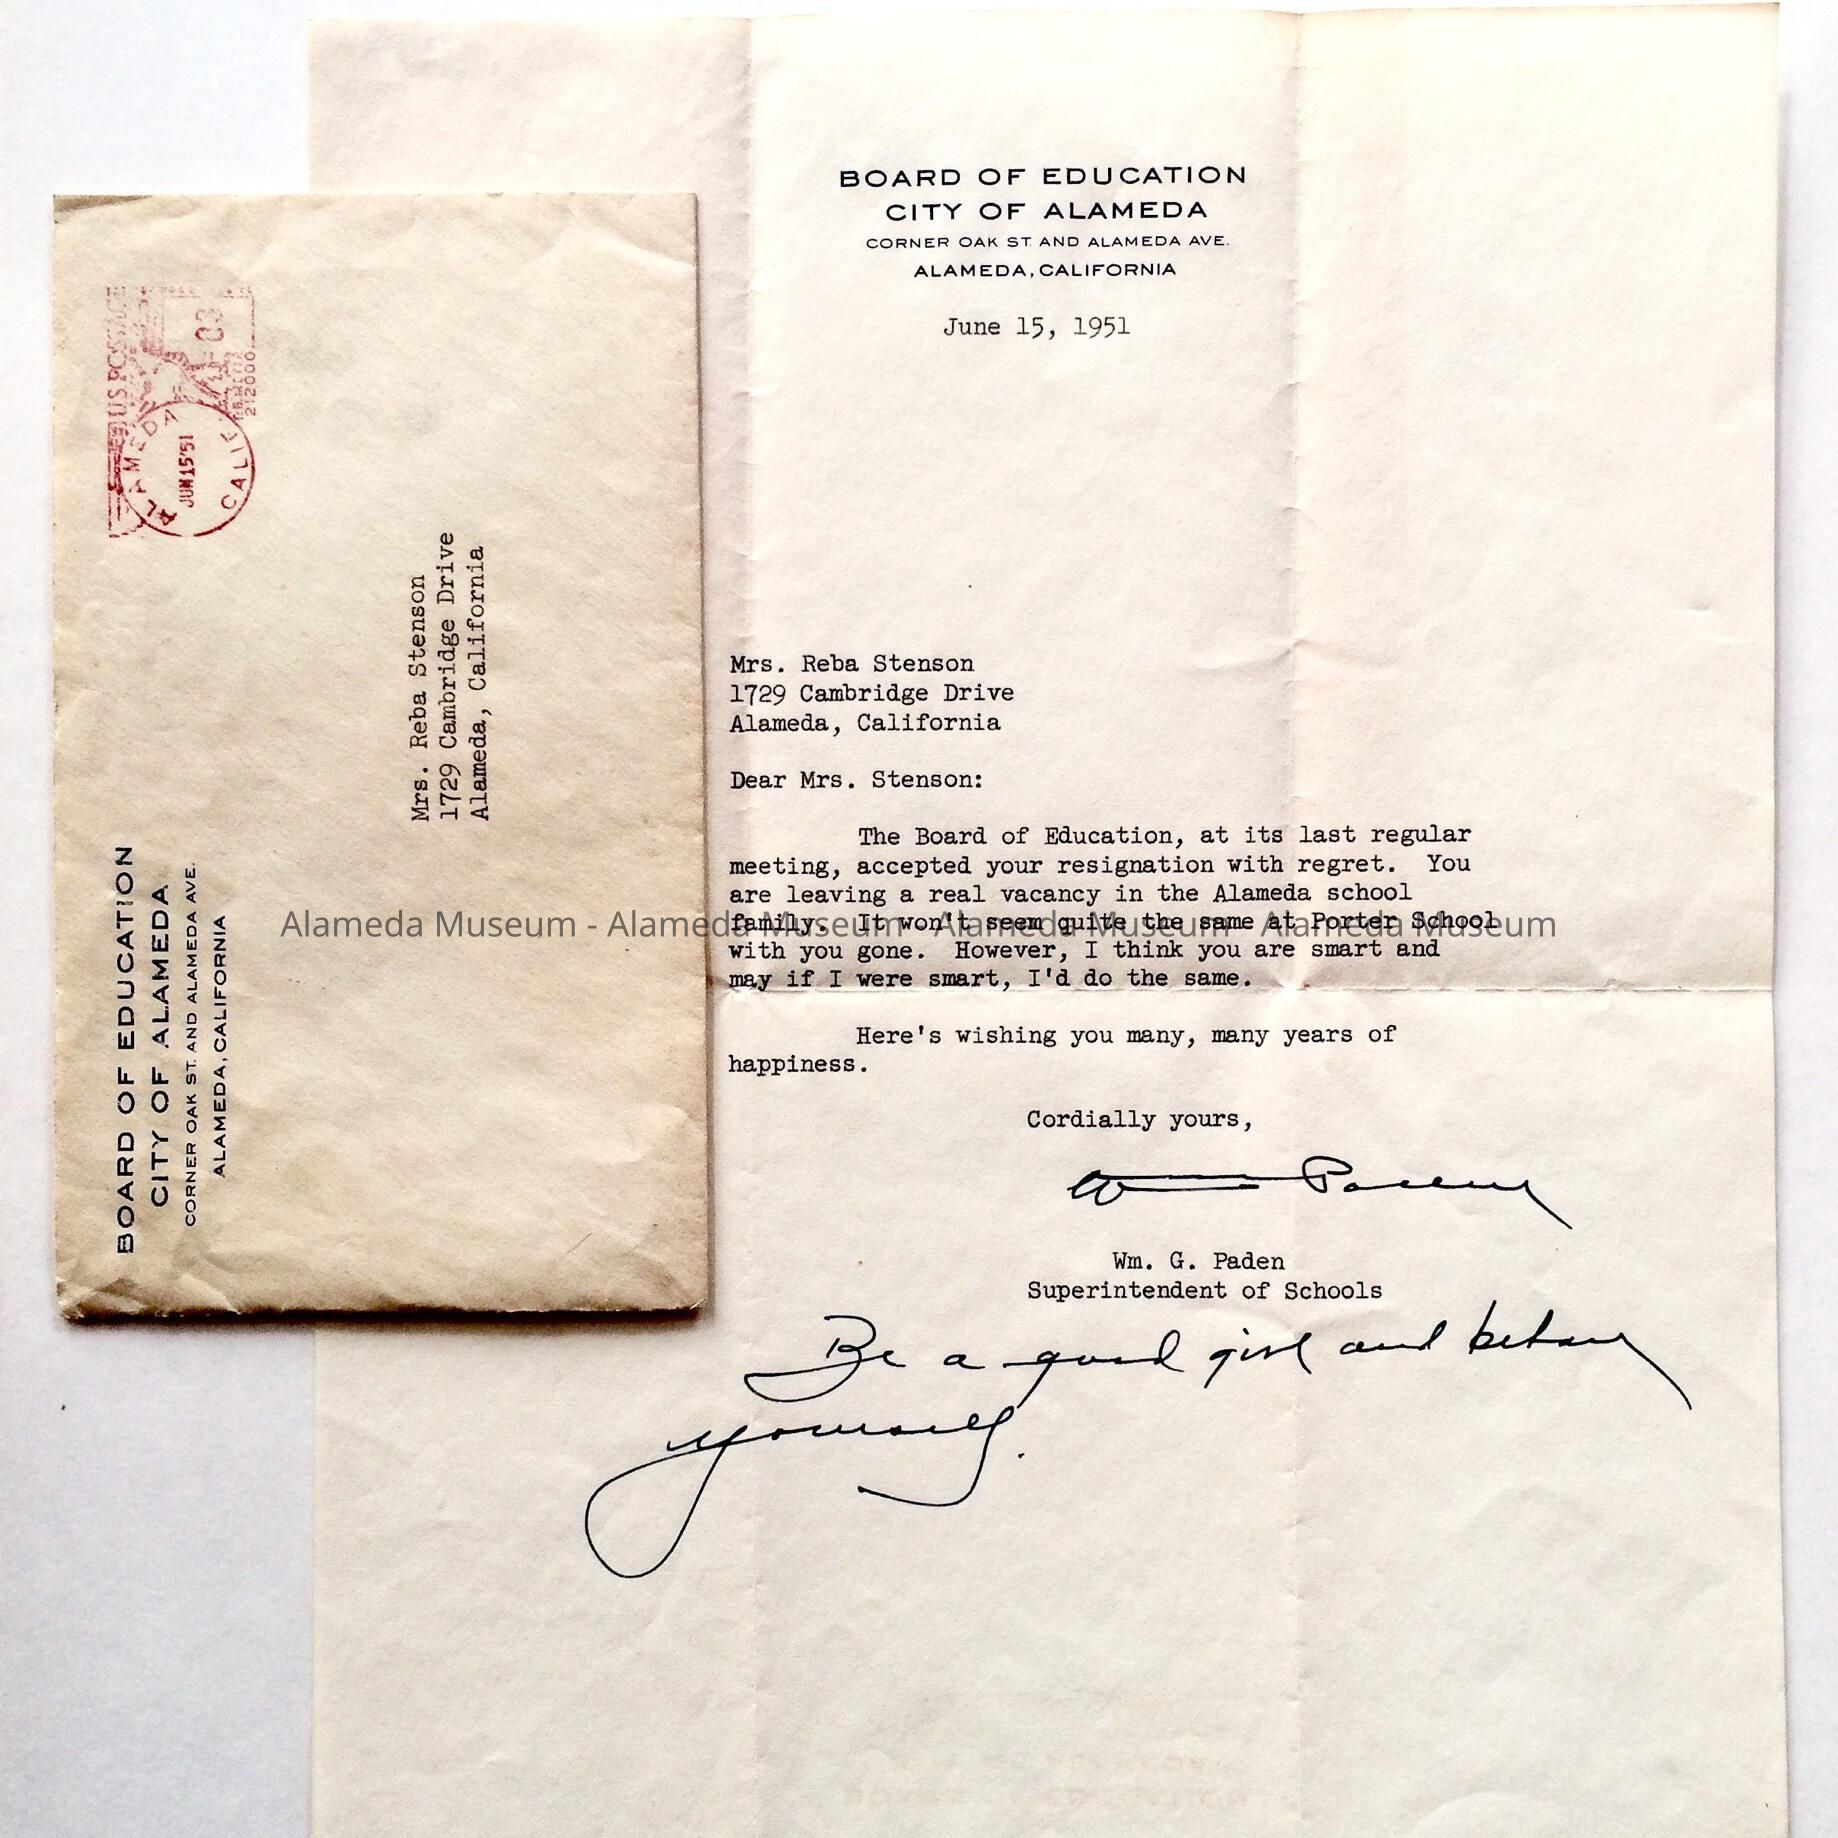 BOARD OF EDUCATION
CITY OF ALAMEDA
CORNER OAK ST. AND ALAMEDA AVE.
ALAMEDA, CALIFORNIA
US POSTAGE
03
212000
ALAMEDA
JUN 15 '51
CALIF
Mrs. Reba Stenson
1729 Cambridge Drive
Alameda, California
BOARD OF EDUCATION
CITY OF ALAMEDA
CORNER OAK ST. AND ALAMEDA AVE.
ALAMEDA, CALIFORNIA
June 15, 1951
Mrs. Reba Stenson
1729 Cambridge Drive
Alameda, California
Dear Mrs. Stenson:
The Board of Education, at its last regular
meeting, accepted your resignation with regret. You
are leaving a real vacancy in the Alameda school
family. It won't seem quite the same at Porter School
with you gone. However, I think you are smart and
may if I were smart, I'd do the same.
Here's wishing you many, many years of
happiness.
Cordially yours,
Wm Paden
Wm. G. Paden
Superintendent of Schools
Be a good girl and behave
yourself.
Alameda Museum - Alameda Museum - Alameda Museum - Alameda Museum